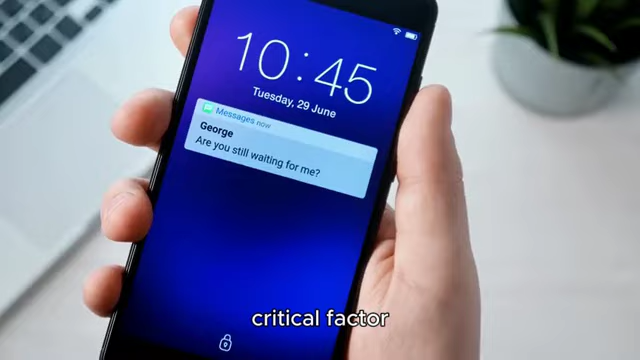 10:45
Tuesday, 29 June
Messages now
George
Are you still waiting for me?
critical factor